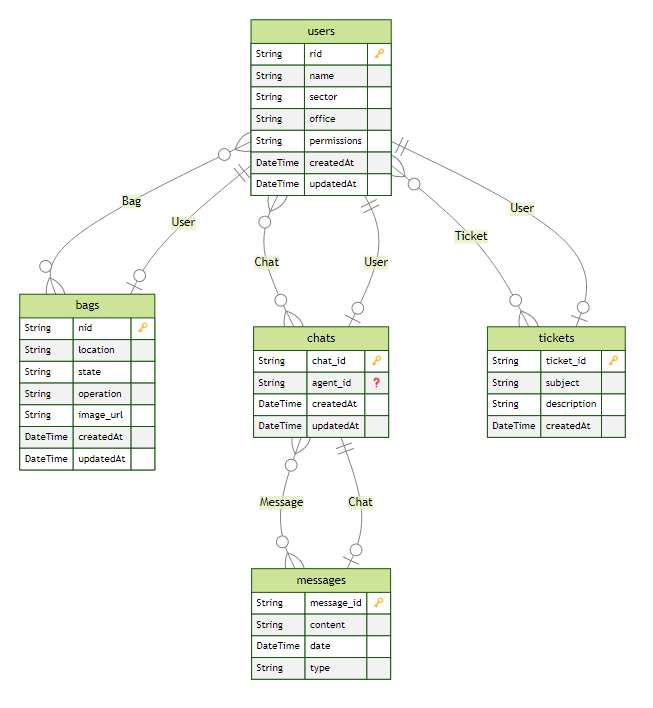 users
String rid
String name
String sector
String office
String permissions
DateTime createdAt
DateTime updatedAt
Bag
User
Chat
User
Ticket
User
bags
String nid
String location
String state
String operation
String image_url
DateTime createdAt
DateTime updatedAt
chats
String chat_id
String agent_id ?
DateTime createdAt
DateTime updatedAt
tickets
String ticket_id
String subject
String description
DateTime createdAt
Message
Chat
messages
String message_id
String content
DateTime date
String type